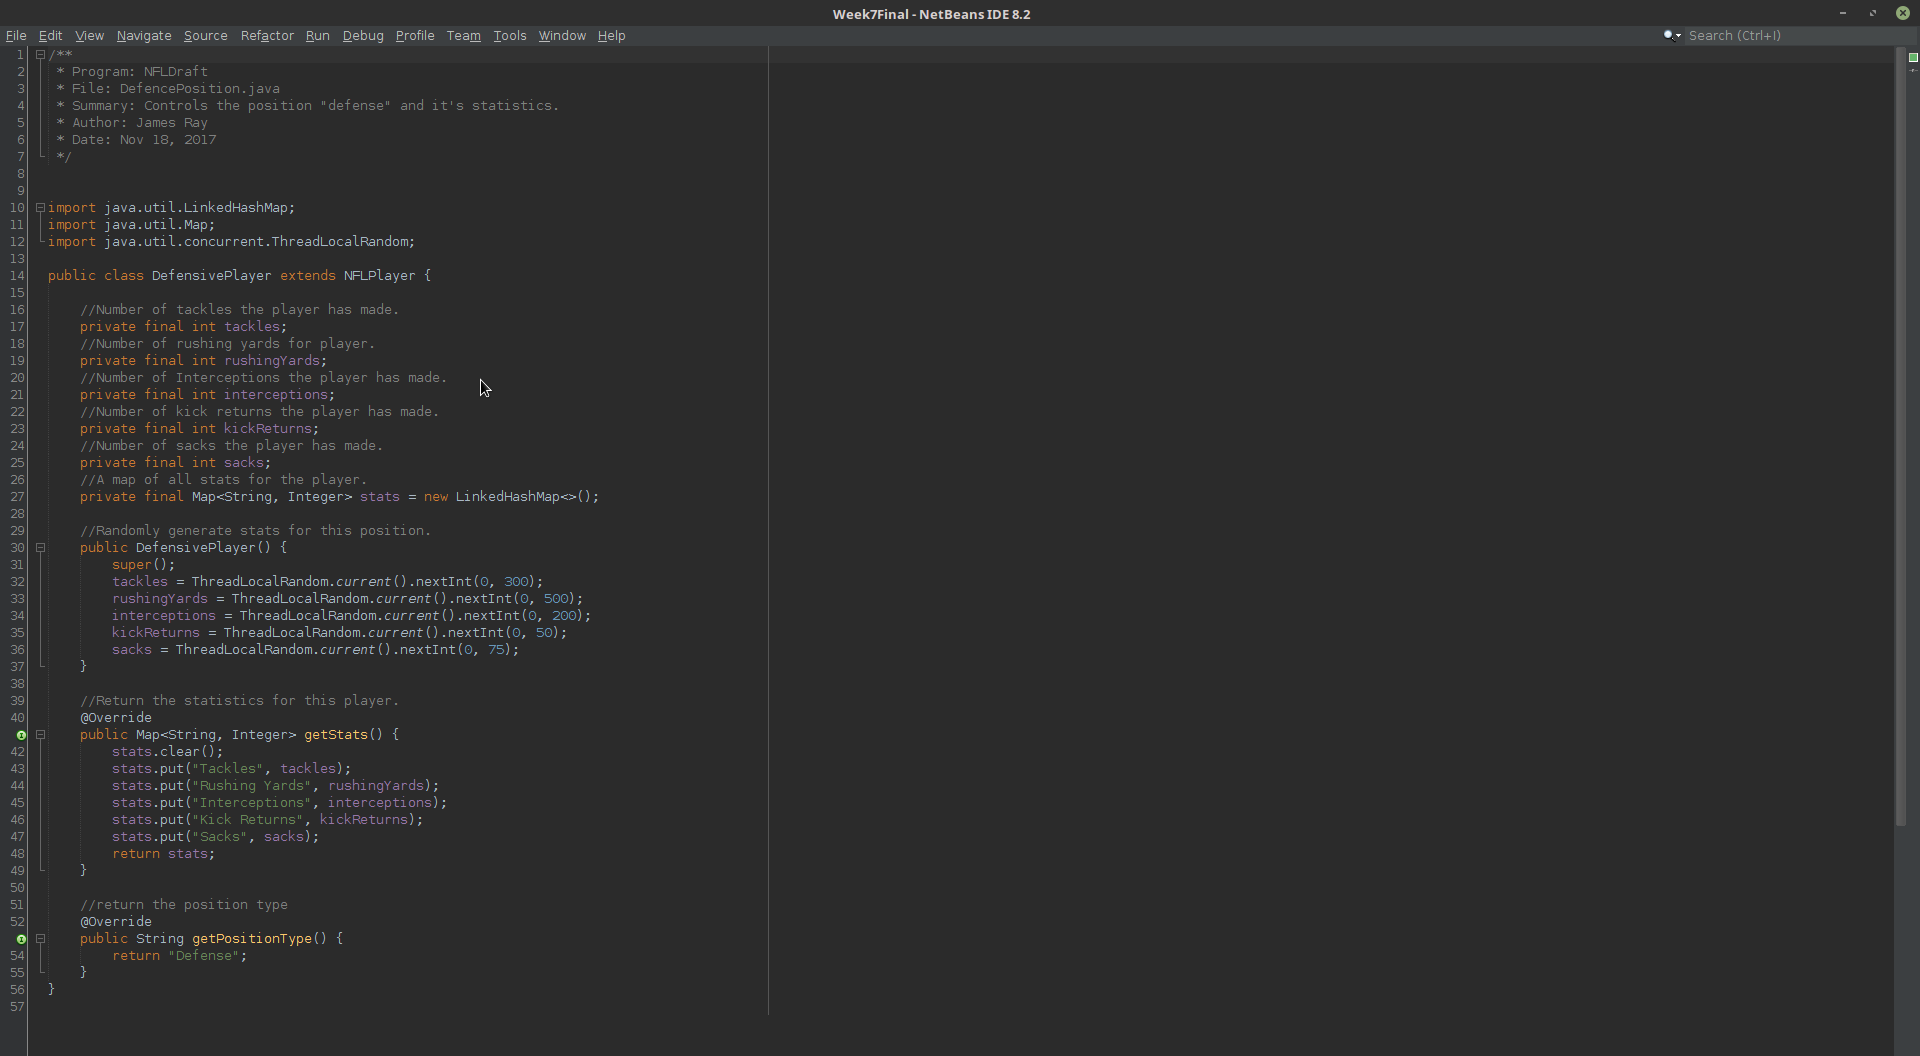 Week7Final - NetBeans IDE 8.2
File Edit View Navigate Source Refactor Run Debug Profile Team Tools Window Help Search (Ctrl+I)
1 /**
2 * Program: NFLDraft
3 * File: DefencePosition.java
4 * Summary: Controls the position "defense" and it's statistics.
5 * Author: James Ray
6 * Date: Nov 18, 2017
7 */
8
9
10 import java.util.LinkedHashMap;
11 import java.util.Map;
12 import java.util.concurrent.ThreadLocalRandom;
13
14 public class DefensivePlayer extends NFLPlayer {
15
16 //Number of tackles the player has made.
17 private final int tackles;
18 //Number of rushing yards for player.
19 private final int rushingYards;
20 //Number of Interceptions the player has made.
21 private final int interceptions;
22 //Number of kick returns the player has made.
23 private final int kickReturns;
24 //Number of sacks the player has made.
25 private final int sacks;
26 //A map of all stats for the player.
27 private final Map<String, Integer> stats = new LinkedHashMap<>();
28
29 //Randomly generate stats for this position.
30 public DefensivePlayer() {
31 super();
32 tackles = ThreadLocalRandom.current().nextInt(0, 300);
33 rushingYards = ThreadLocalRandom.current().nextInt(0, 500);
34 interceptions = ThreadLocalRandom.current().nextInt(0, 200);
35 kickReturns = ThreadLocalRandom.current().nextInt(0, 50);
36 sacks = ThreadLocalRandom.current().nextInt(0, 75);
37 }
38
39 //Return the statistics for this player.
40 @Override
public Map<String, Integer> getStats() {
42 stats.clear();
43 stats.put("Tackles", tackles);
44 stats.put("Rushing Yards", rushingYards);
45 stats.put("Interceptions", interceptions);
46 stats.put("Kick Returns", kickReturns);
47 stats.put("Sacks", sacks);
48 return stats;
49 }
50
51 //return the position type
52 @Override
public String getPositionType() {
54 return "Defense";
55 }
56 }
57